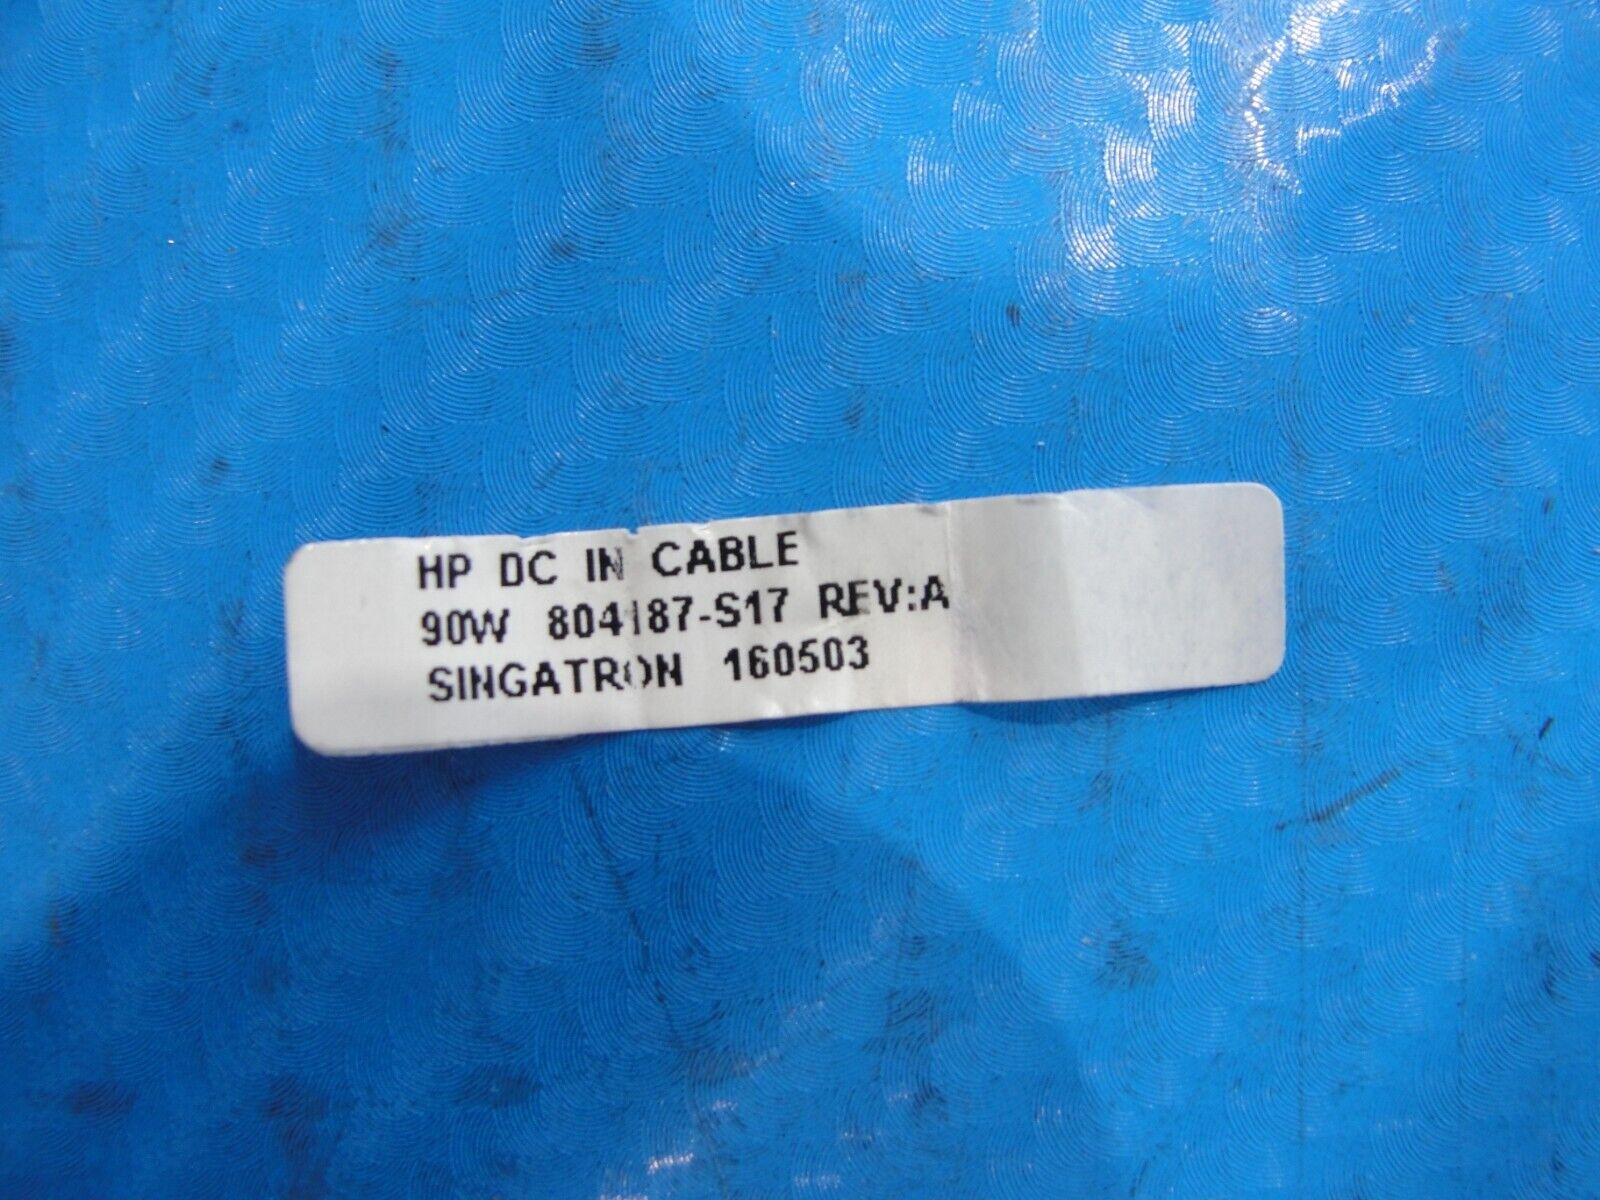 HP DC IN CABLE
90W 804187-S17 REV:A
SINGATRON 160503